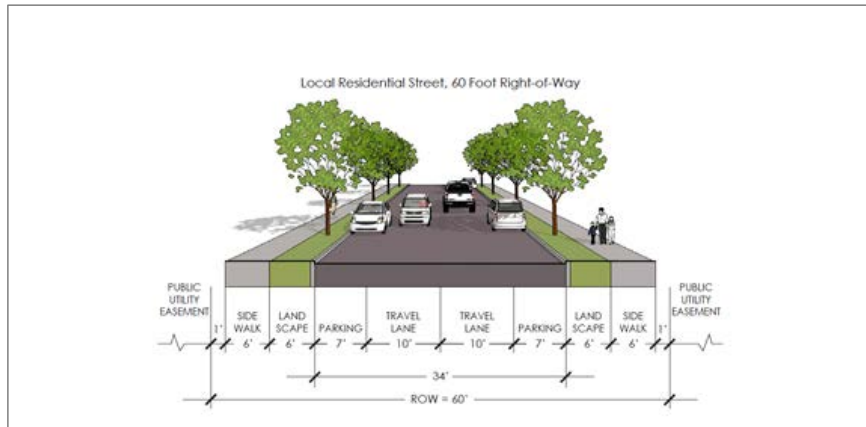 Local Residential Street, 60 Foot Right-of-Way
PUBLIC
UTILITY
EASEMENT
1'
SIDE
WALK
6'
LAND
SCAPE
6'
PARKING
7'
TRAVEL
LANE
10'
TRAVEL
LANE
10'
PARKING
7'
LAND
SCAPE
6'
SIDE
WALK
6'
1'
PUBLIC
UTILITY
EASEMENT
34'
ROW = 60'